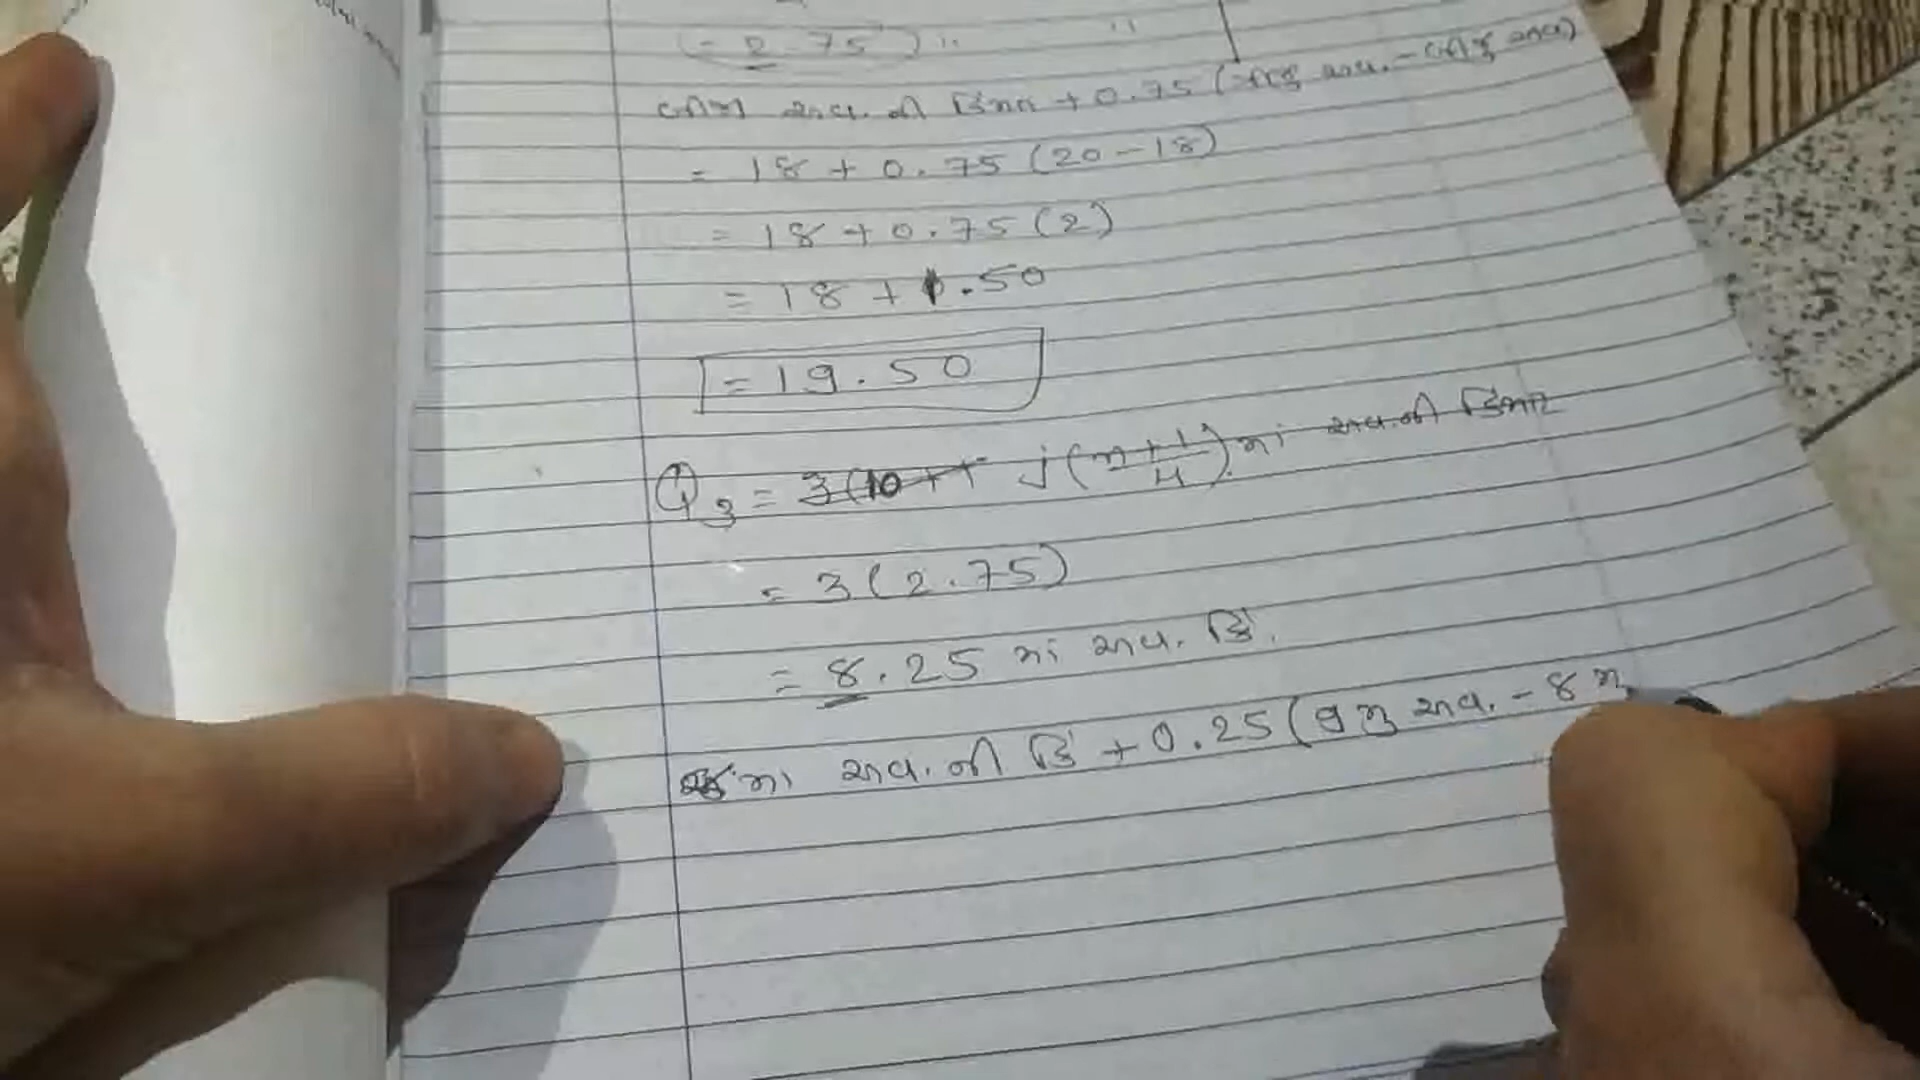 (= 2.75)
બીજા અવ. ની કિંમત + 0.75 (ત્રીજુ અવ. - બીજુ અવ.)
= 18 + 0.75 (20 - 18)
= 18 + 0.75 (2)
= 18 + 1.50
= 19.50
Q3 = 3(10+1 j(n+1/4) માં અવ.ની કિંમત
= 3 (2.75)
= 8.25 માં અવ. કિં.
8 માં અવ. ની કિં + 0.25 (9 મુ અવ. - 8 મ